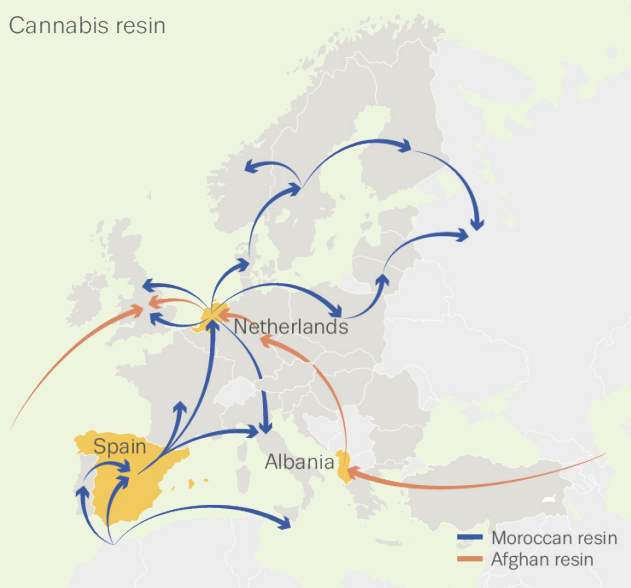 Cannabis resin
Netherlands
Spain
Albania
Moroccan resin
Afghan resin